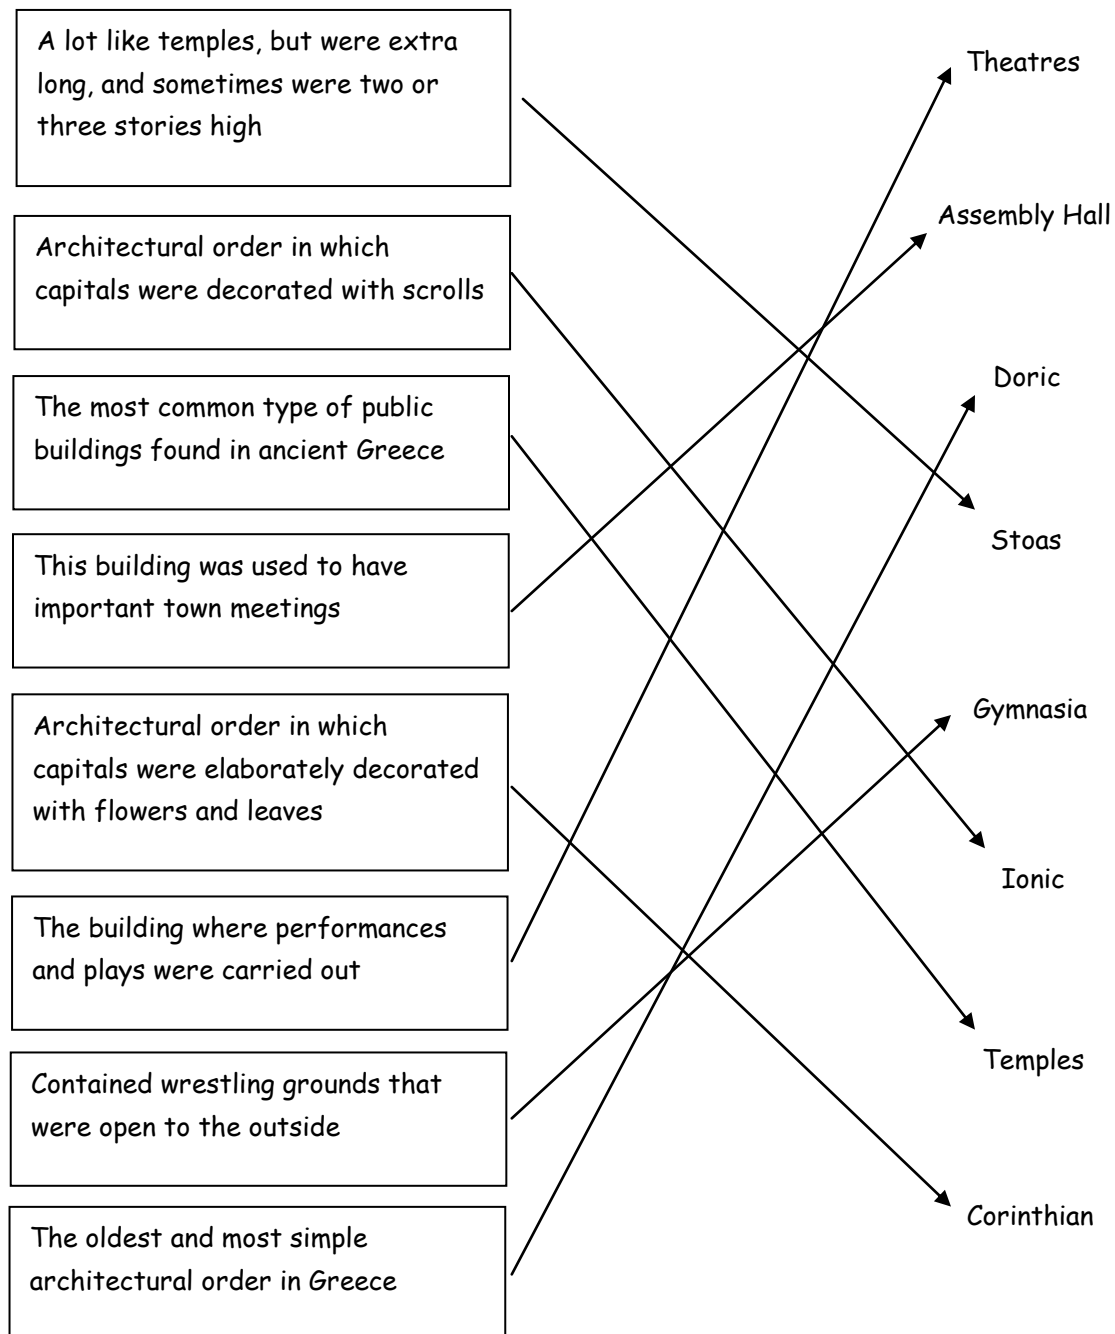 A lot like temples, but were extra
long, and sometimes were two or
three stories high
Architectural order in which
capitals were decorated with scrolls
The most common type of public
buildings found in ancient Greece
This building was used to have
important town meetings
Architectural order in which
capitals were elaborately decorated
with flowers and leaves
The building where performances
and plays were carried out
Contained wrestling grounds that
were open to the outside
The oldest and most simple
architectural order in Greece
Theatres
Assembly Hall
Doric
Stoas
Gymnasia
Ionic
Temples
Corinthian